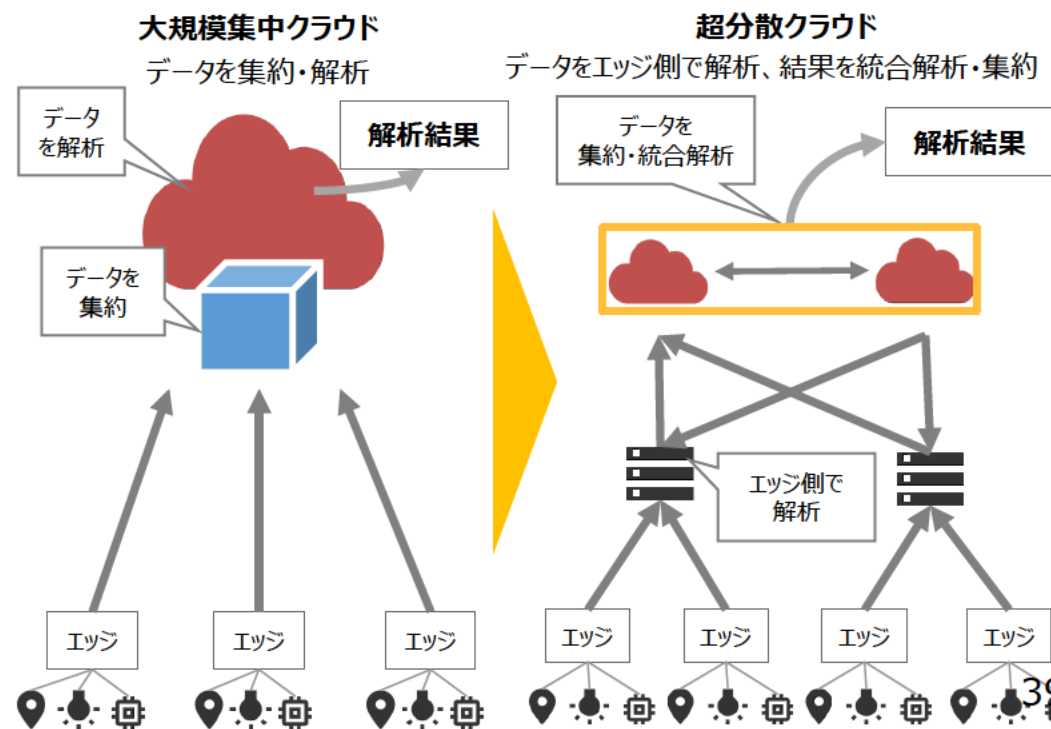 大規模集中クラウド
データを集約・解析
データ
を解析
解析結果
データを
集約
エッジ
エッジ
エッジ
超分散クラウド
データをエッジ側で解析、結果を統合解析・集約
データを
集約・統合解析
解析結果
エッジ側で
解析
エッジ
エッジ
エッジ
エッジ